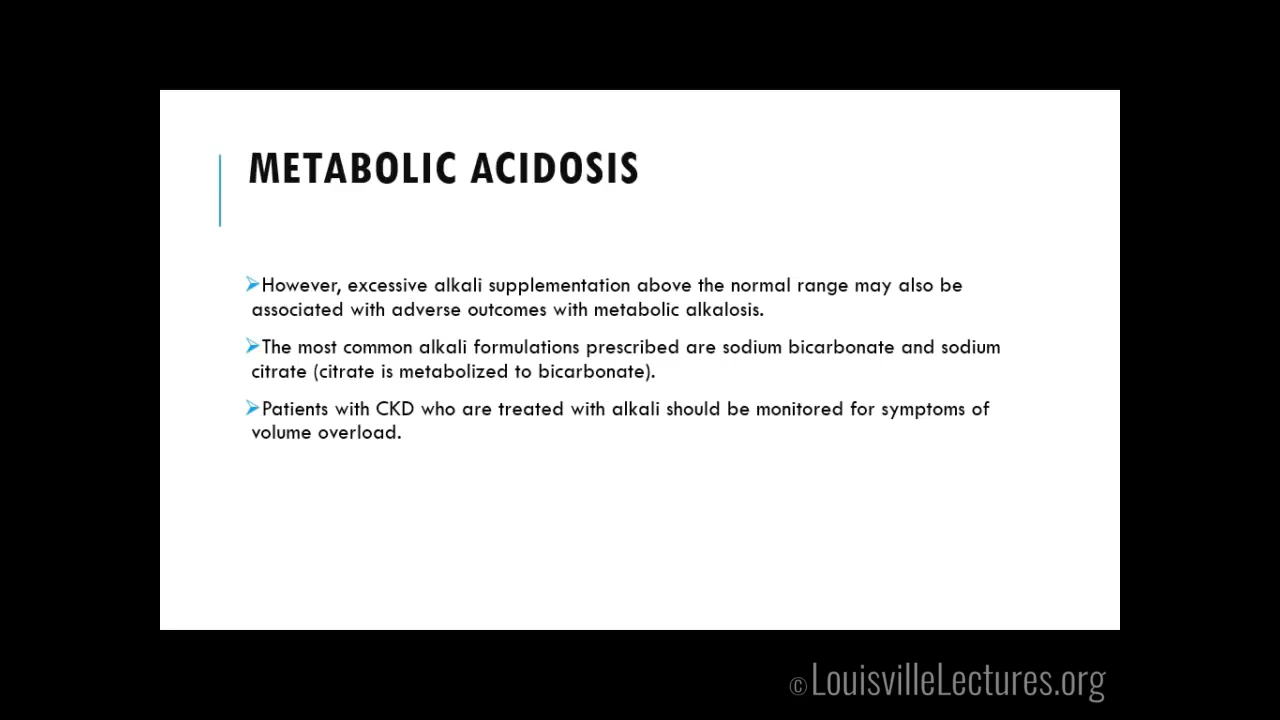 METABOLIC ACIDOSIS
➢However, excessive alkali supplementation above the normal range may also be
associated with adverse outcomes with metabolic alkalosis.
➢The most common alkali formulations prescribed are sodium bicarbonate and sodium
citrate (citrate is metabolized to bicarbonate).
➢Patients with CKD who are treated with alkali should be monitored for symptoms of
volume overload.
© LouisvilleLectures.org